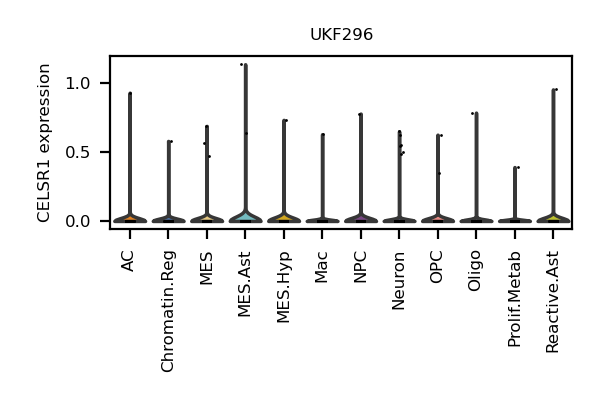 UKF296
CELSR1 expression
1.0
0.5
0.0
AC
Chromatin.Reg
MES
MES.Ast
MES.Hyp
Mac
NPC
Neuron
OPC
Oligo
Prolif.Metab
Reactive.Ast